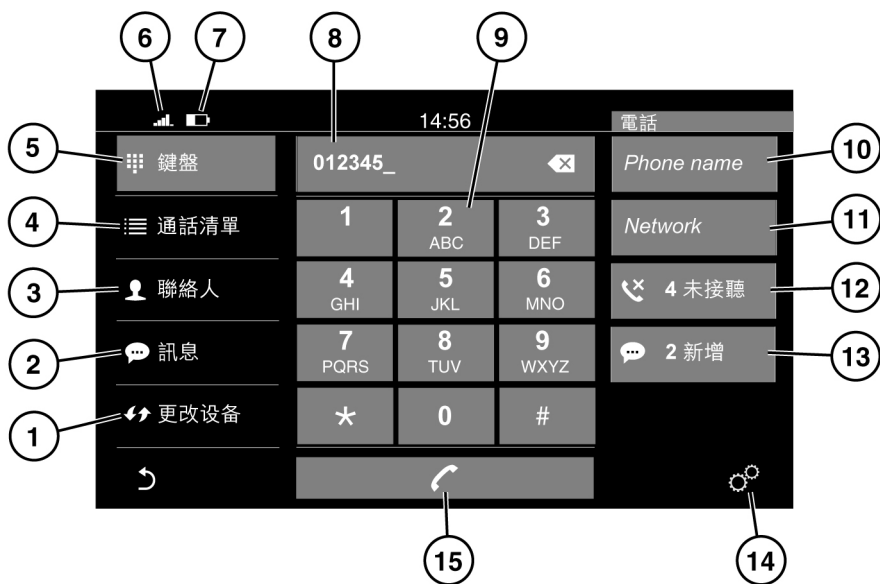 6 7 8 9
14:56 電話
5 鍵盤 012345_ Phone name 10
4 通話清單 1 2 ABC 3 DEF Network 11
3 聯絡人 4 GHI 5 JKL 6 MNO 4 未接聽 12
2 訊息 7 PQRS 8 TUV 9 WXYZ 2 新增 13
1 更改设备 * 0 #
15 14